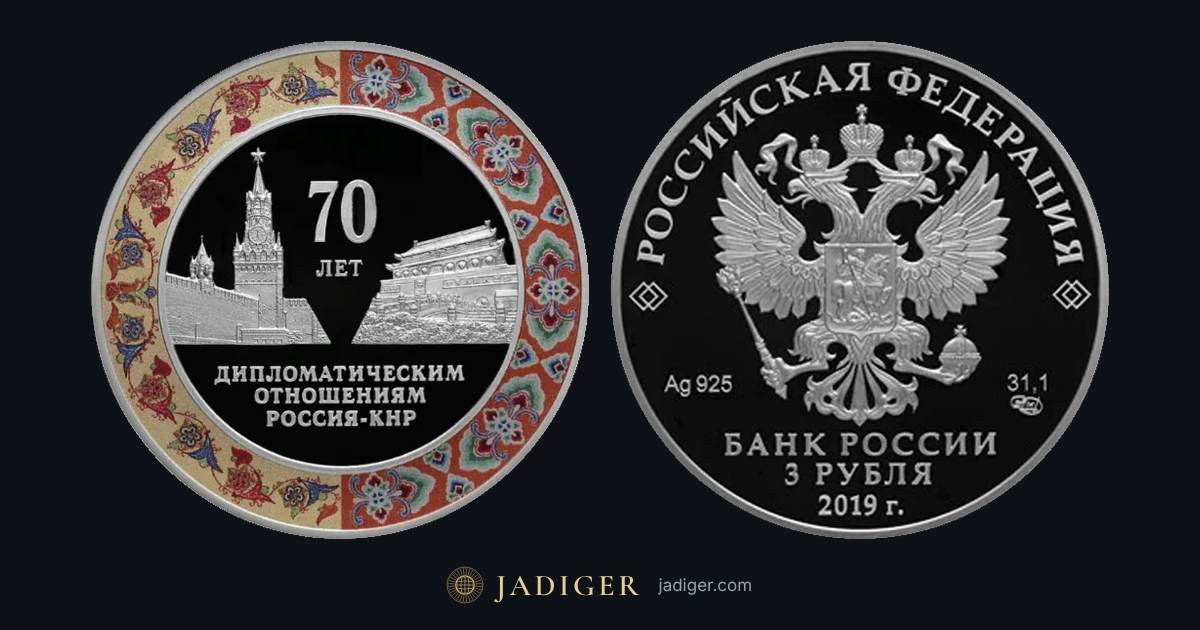 70
ЛЕТ
ДИПЛОМАТИЧЕСКИМ
ОТНОШЕНИЯМ
РОССИЯ-КНР
РОССИЙСКАЯ ФЕДЕРАЦИЯ
Ag 925
31,1
БАНК РОССИИ
3 РУБЛЯ
2019 г.
JADIGER jadiger.com